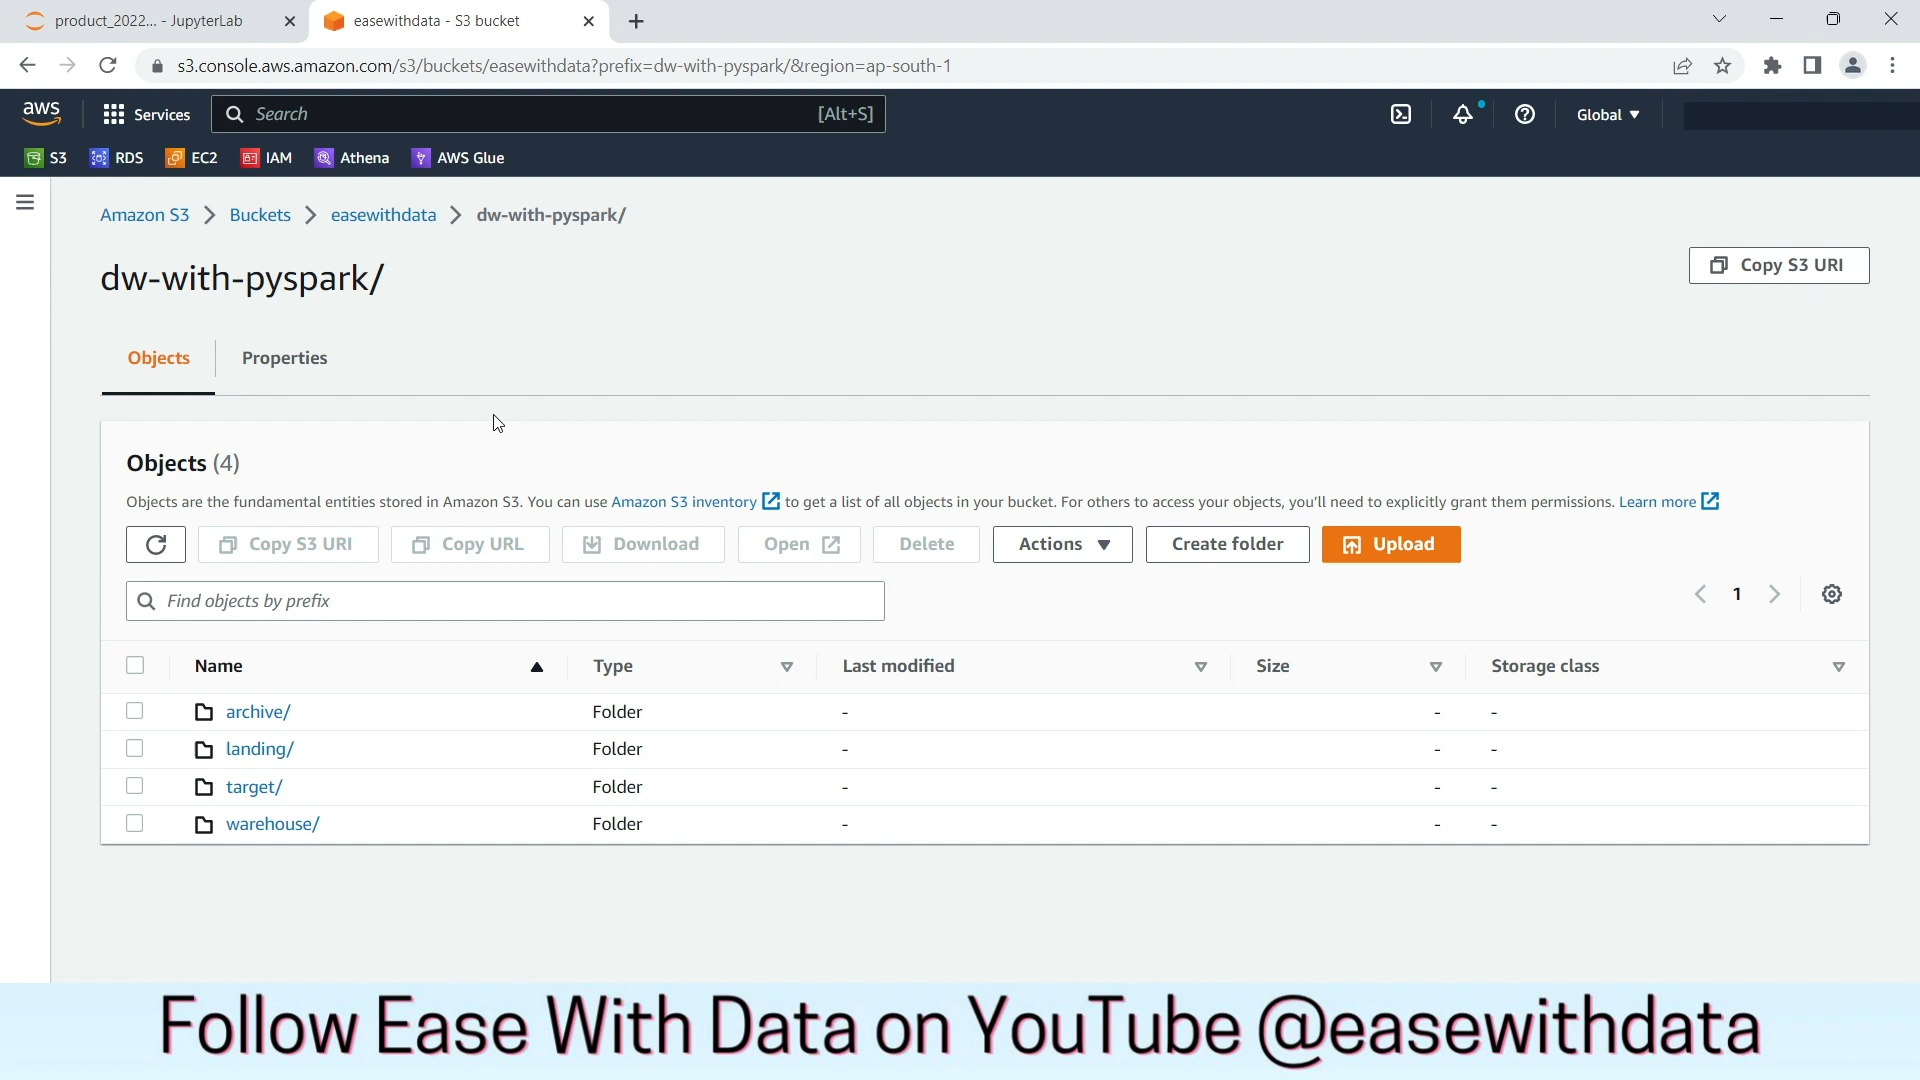 product_2022... - JupyterLab
easewithdata - S3 bucket
s3.console.aws.amazon.com/s3/buckets/easewithdata?prefix=dw-with-pyspark/&region=ap-south-1
aws Services Search [Alt+S] Global
S3 RDS EC2 IAM Athena AWS Glue
Amazon S3 Buckets easewithdata dw-with-pyspark/
dw-with-pyspark/
Copy S3 URI
Objects Properties
Objects (4)
Objects are the fundamental entities stored in Amazon S3. You can use Amazon S3 inventory to get a list of all objects in your bucket. For others to access your objects, you'll need to explicitly grant them permissions. Learn more
Copy S3 URI Copy URL Download Open Delete Actions Create folder Upload
Find objects by prefix
1
Name Type Last modified Size Storage class
archive/ Folder - - -
landing/ Folder - - -
target/ Folder - - -
warehouse/ Folder - - -
Follow Ease With Data on YouTube @easewithdata